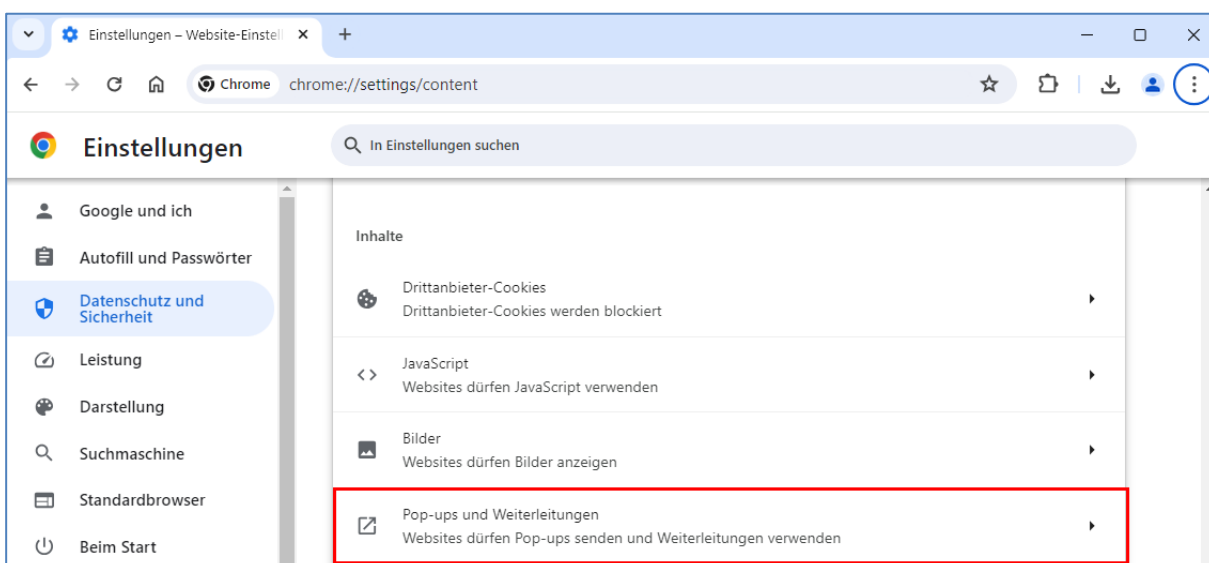 Einstellungen – Website-Einstell
Chrome
chrome://settings/content
Einstellungen
In Einstellungen suchen
Google und ich
Autofill und Passwörter
Datenschutz und
Sicherheit
Leistung
Darstellung
Suchmaschine
Standardbrowser
Beim Start
Inhalte
Drittanbieter-Cookies
Drittanbieter-Cookies werden blockiert
JavaScript
Websites dürfen JavaScript verwenden
Bilder
Websites dürfen Bilder anzeigen
Pop-ups und Weiterleitungen
Websites dürfen Pop-ups senden und Weiterleitungen verwenden